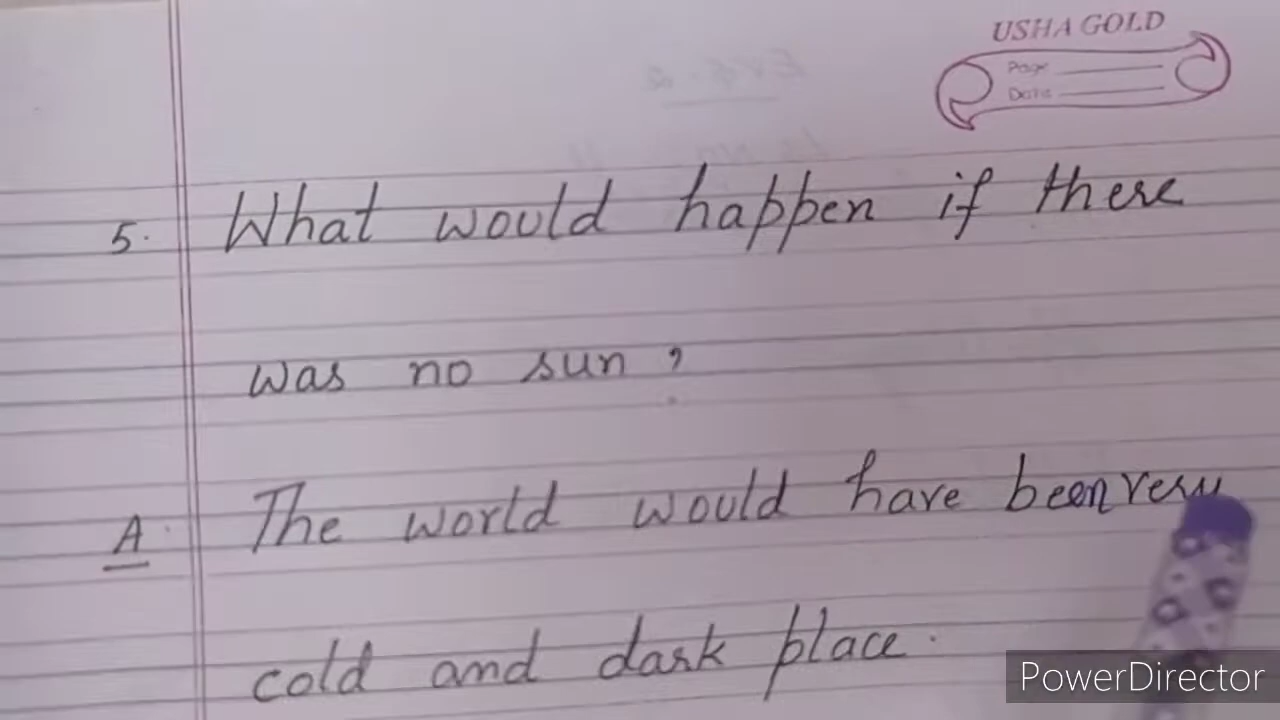 USHA GOLD
Page
Date
5. What would happen if there
was no sun ?
A. The world would have been very
cold and dark place.
PowerDirector